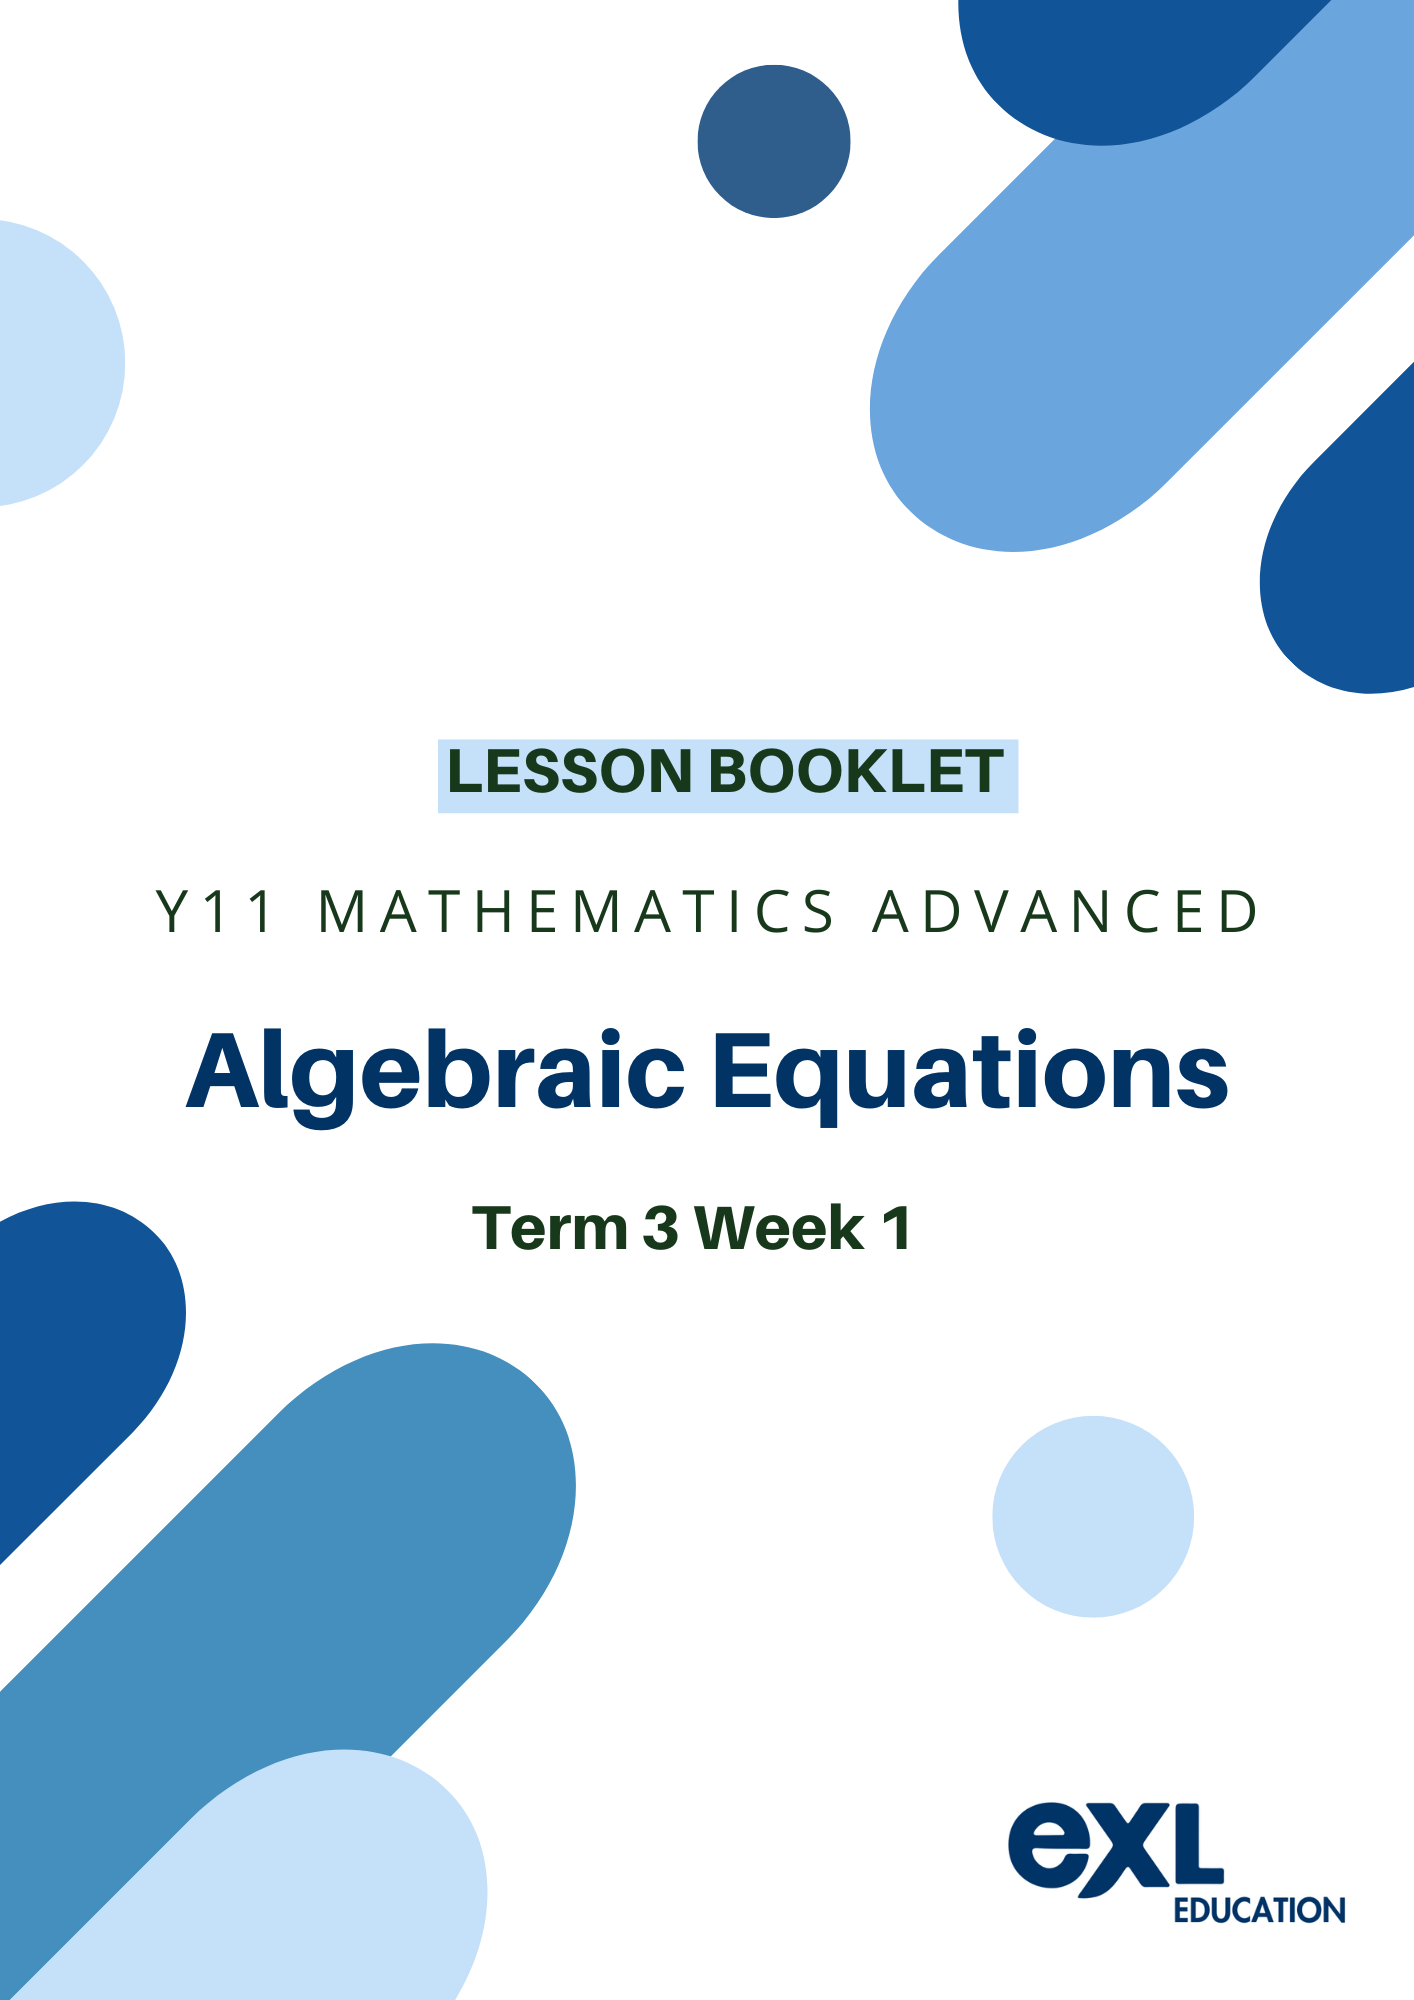 LESSON BOOKLET
Y11 MATHEMATICS ADVANCED
Algebraic Equations
Term 3 Week 1
eXL
EDUCATION